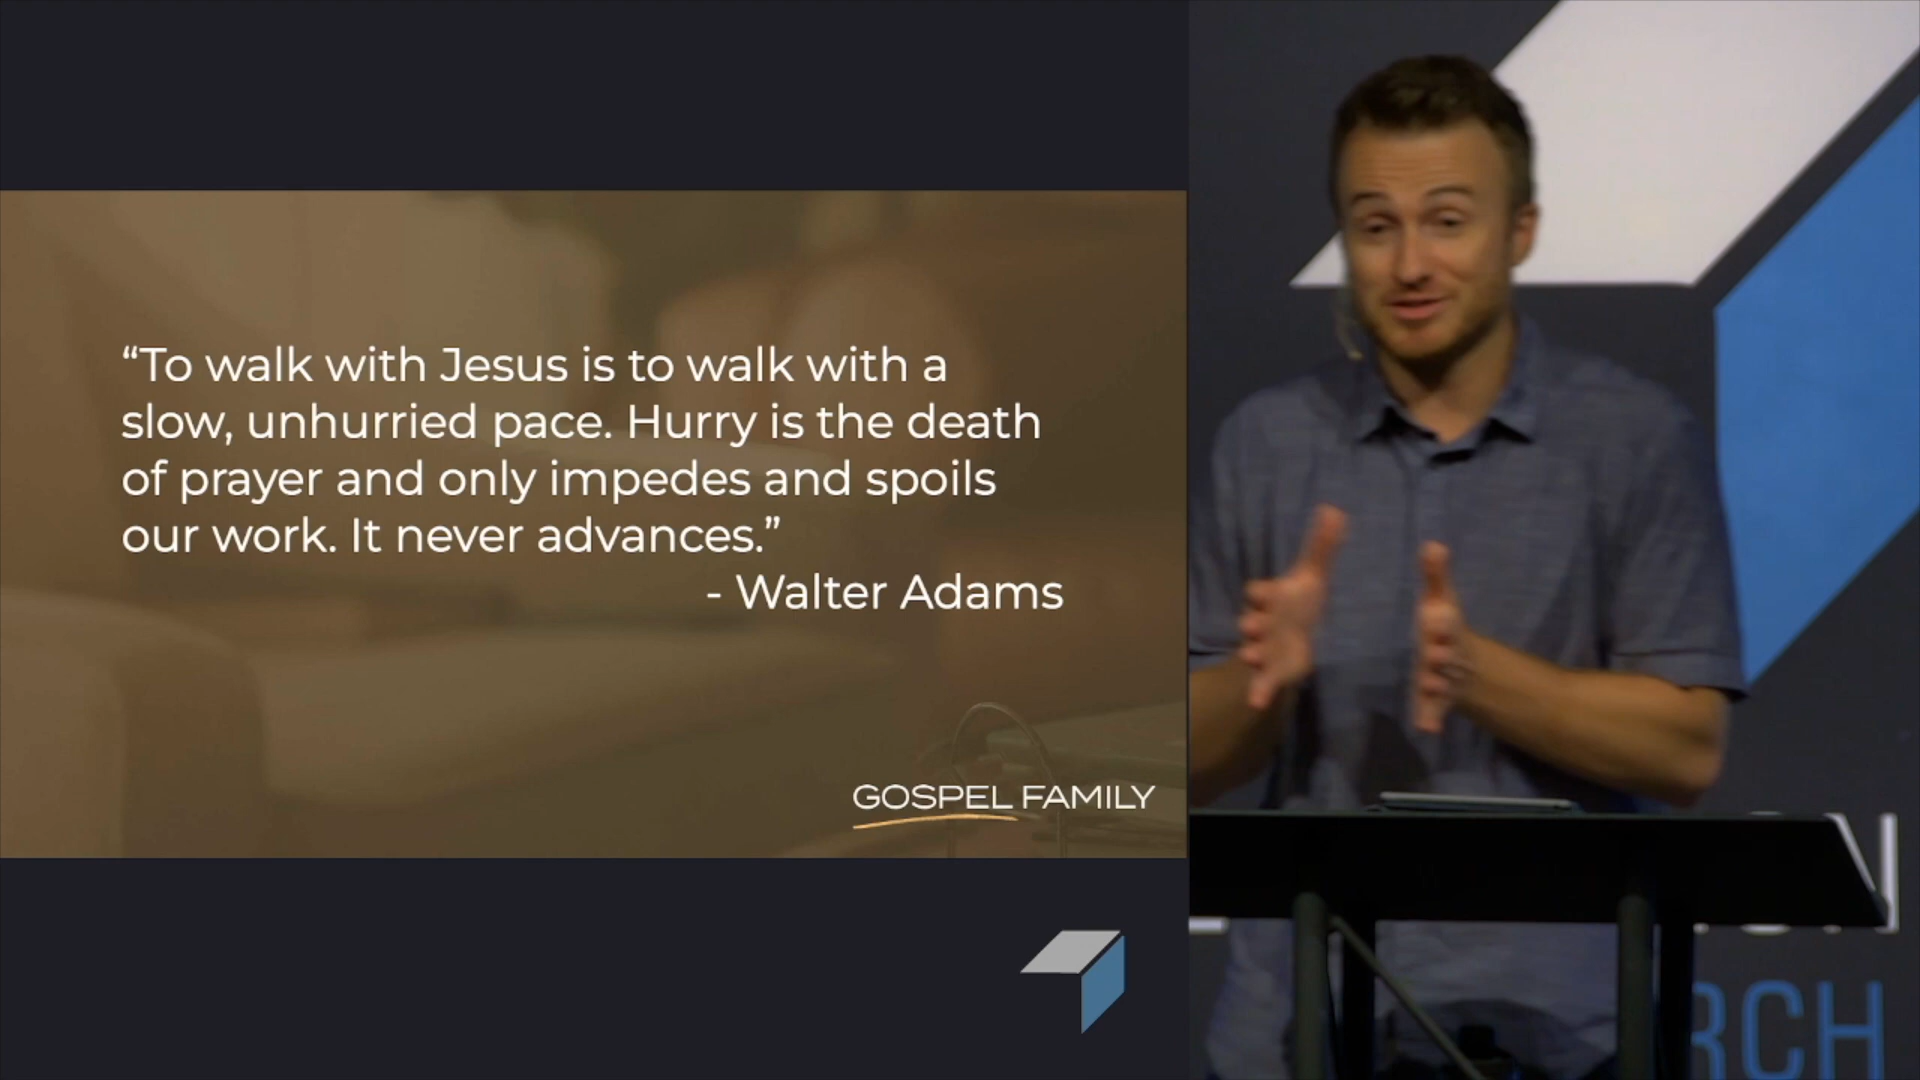 “To walk with Jesus is to walk with a
slow, unhurried pace. Hurry is the death
of prayer and only impedes and spoils
our work. It never advances.”
- Walter Adams
GOSPEL FAMILY